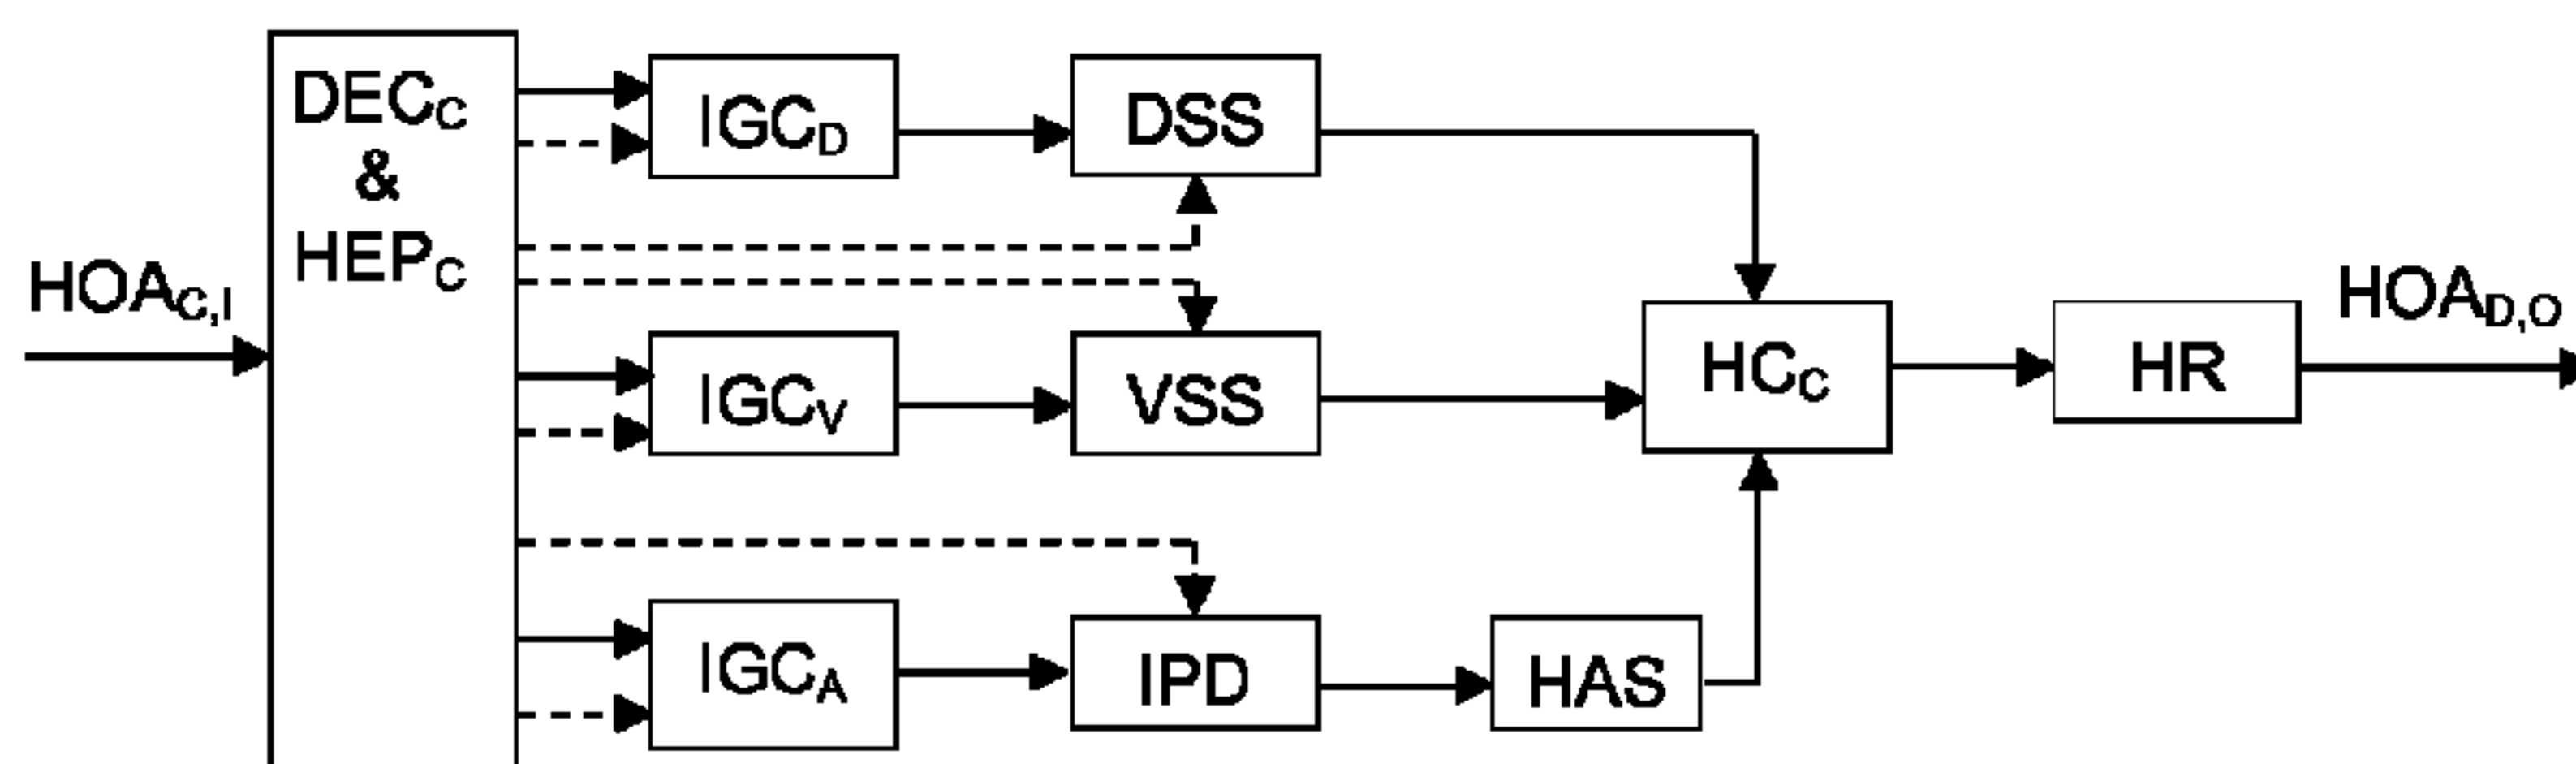 HOA_C,I
DEC_C
&
HEP_C
IGC_D
DSS
IGC_V
VSS
IGC_A
IPD
HAS
HC_C
HR
HOA_D,O